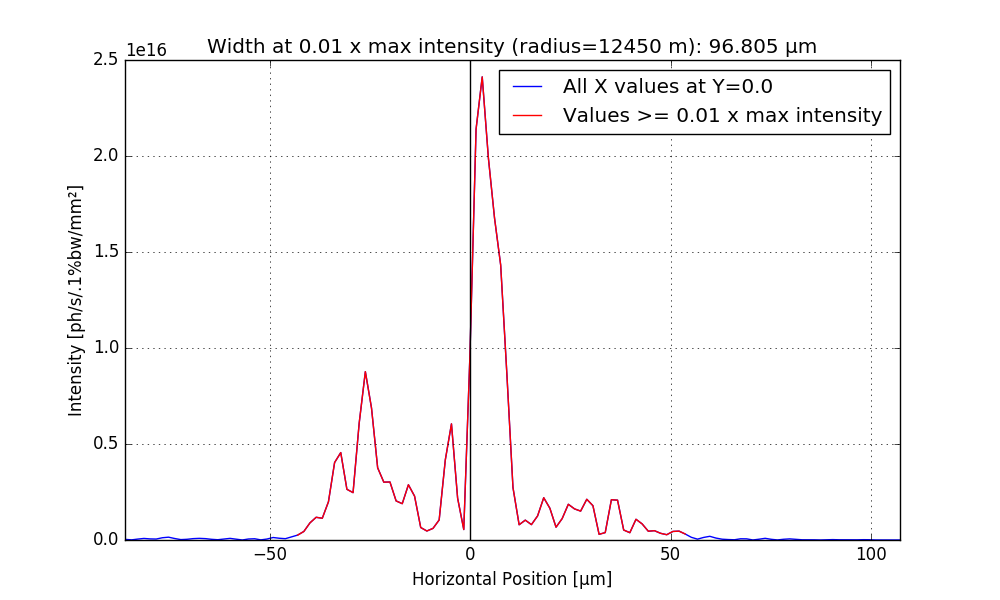 Width at 0.01 x max intensity (radius=12450 m): 96.805 µm
1e16
All X values at Y=0.0
Values >= 0.01 x max intensity
2.5
2.0
1.5
1.0
0.5
0.0
Intensity [ph/s/.1%bw/mm²]
−50
0
50
100
Horizontal Position [µm]